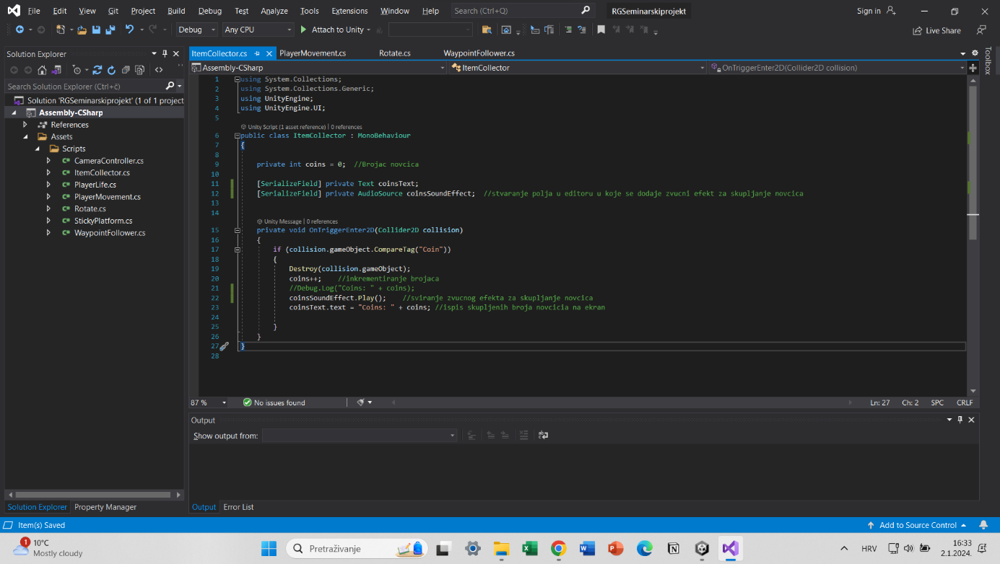 File Edit View Git Project Build Debug Test Analyze Tools Extensions Window Help Search (Ctrl+Q) RGSeminarskiprojekt Sign in
Debug Any CPU Attach to Unity Live Share
Solution Explorer
Search Solution Explorer (Ctrl+č)
Solution 'RGSeminarskiprojekt' (1 of 1 project
Assembly-CSharp
References
Assets
Scripts
CameraController.cs
ItemCollector.cs
PlayerLife.cs
PlayerMovement.cs
Rotate.cs
StickyPlatform.cs
WaypointFollower.cs
Solution Explorer Property Manager
ItemCollector.cs PlayerMovement.cs Rotate.cs WaypointFollower.cs
Assembly-CSharp ItemCollector OnTriggerEnter2D(Collider2D collision)
Toolbox
1 using System.Collections;
2 using System.Collections.Generic;
3 using UnityEngine;
4 using UnityEngine.UI;
5
Unity Script (1 asset reference) | 0 references
6 public class ItemCollector : MonoBehaviour
7 {
8
9 private int coins = 0; //Brojac novcica
10
11 [SerializeField] private Text coinsText;
12 [SerializeField] private AudioSource coinsSoundEffect; //stvaranje polja u editoru u koje se dodaje zvucni efekt za skupljanje novcica
13
14
Unity Message | 0 references
15 private void OnTriggerEnter2D(Collider2D collision)
16 {
17 if (collision.gameObject.CompareTag("Coin"))
18 {
19 Destroy(collision.gameObject);
20 coins++; //inkrementiranje brojaca
21 //Debug.Log("Coins: " + coins);
22 coinsSoundEffect.Play(); //sviranje zvucnog efekta za skupljanje novcica
23 coinsText.text = "Coins: " + coins; //ispis skupljenih broja novcicia na ekran
24
25 }
26 }
27 }
28
87 % No issues found Ln: 27 Ch: 2 SPC CRLF
Output
Show output from:
Output Error List
Item(s) Saved Add to Source Control
1 10°C
Mostly cloudy
Pretraživanje
HRV
16:33
2.1.2024.